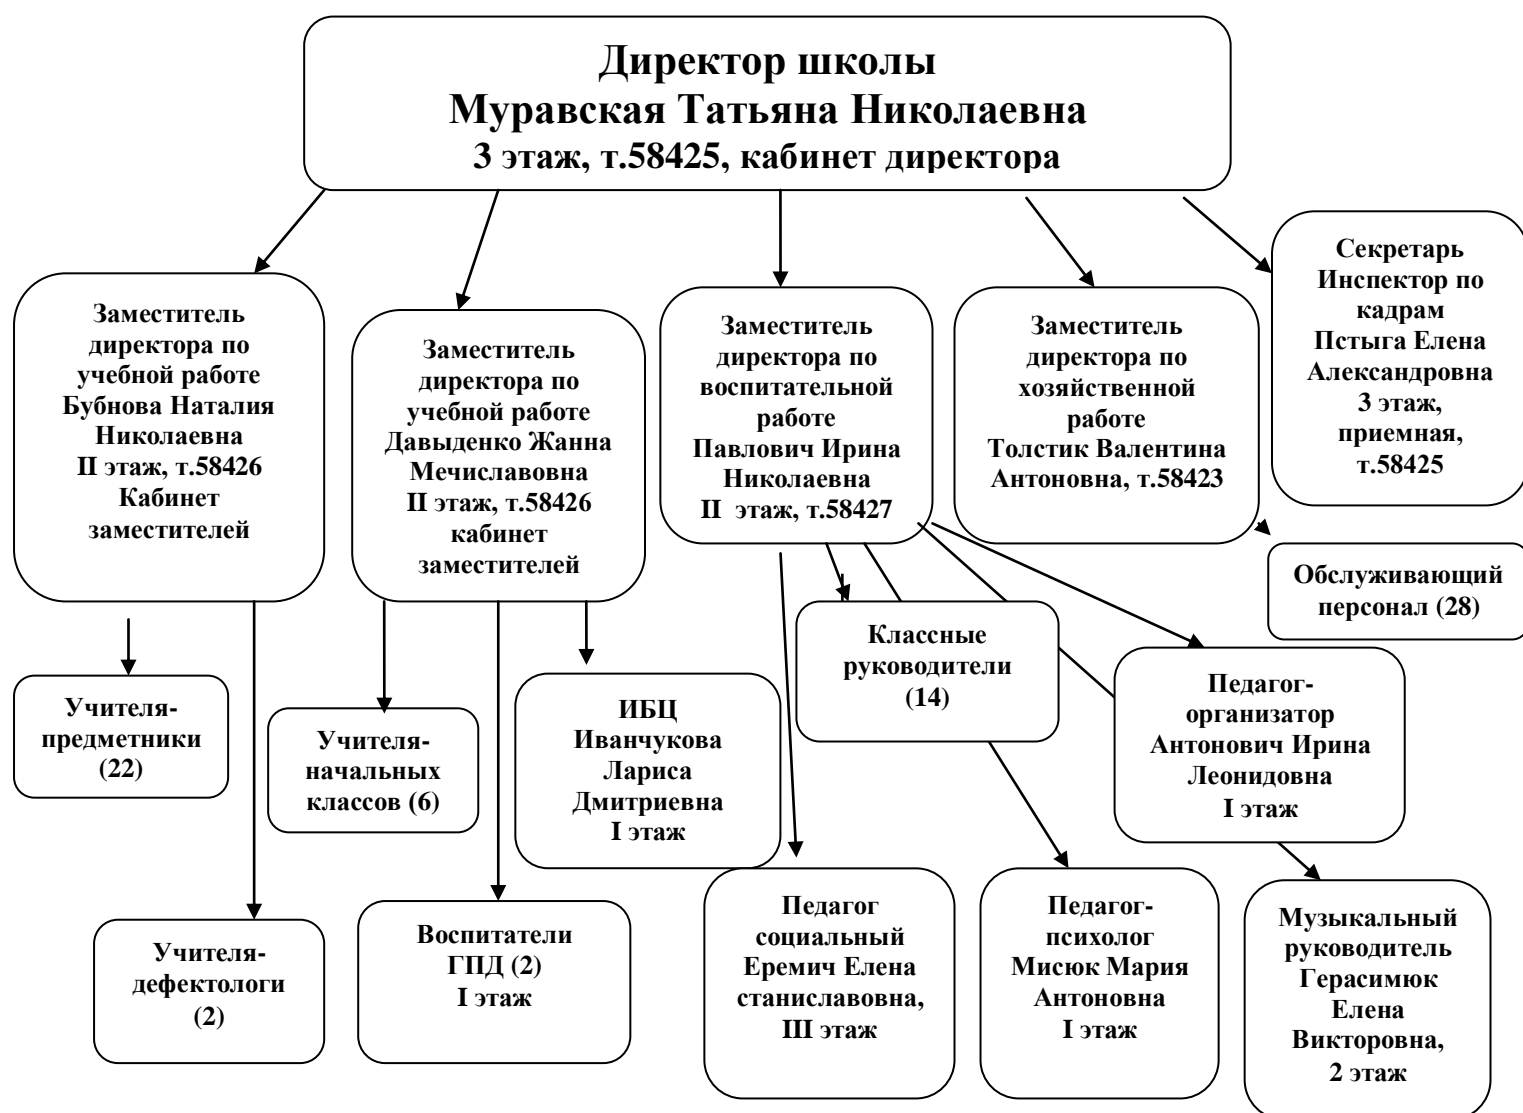 Директор школы
Муравская Татьяна Николаевна
3 этаж, т.58425, кабинет директора
Заместитель
директора по
учебной работе
Бубнова Наталия
Николаевна
II этаж, т.58426
Кабинет
заместителей
Заместитель
директора по
учебной работе
Давыденко Жанна
Мечиславовна
II этаж, т.58426
кабинет
заместителей
Заместитель
директора по
воспитательной
работе
Павлович Ирина
Николаевна
II этаж, т.58427
Заместитель
директора по
хозяйственной
работе
Толстик Валентина
Антоновна, т.58423
Секретарь
Инспектор по
кадрам
Пстыга Елена
Александровна
3 этаж,
приемная,
т.58425
Обслуживающий
персонал (28)
Учителя-
предметники
(22)
Учителя-
начальных
классов (6)
ИБЦ
Иванчукова
Лариса
Дмитриевна
I этаж
Классные
руководители
(14)
Педагог-
организатор
Антонович Ирина
Леонидовна
I этаж
Учителя-
дефектологи
(2)
Воспитатели
ГПД (2)
I этаж
Педагог
социальный
Еремич Елена
станиславовна,
III этаж
Педагог-
психолог
Мисюк Мария
Антоновна
I этаж
Музыкальный
руководитель
Герасимюк
Елена
Викторовна,
2 этаж